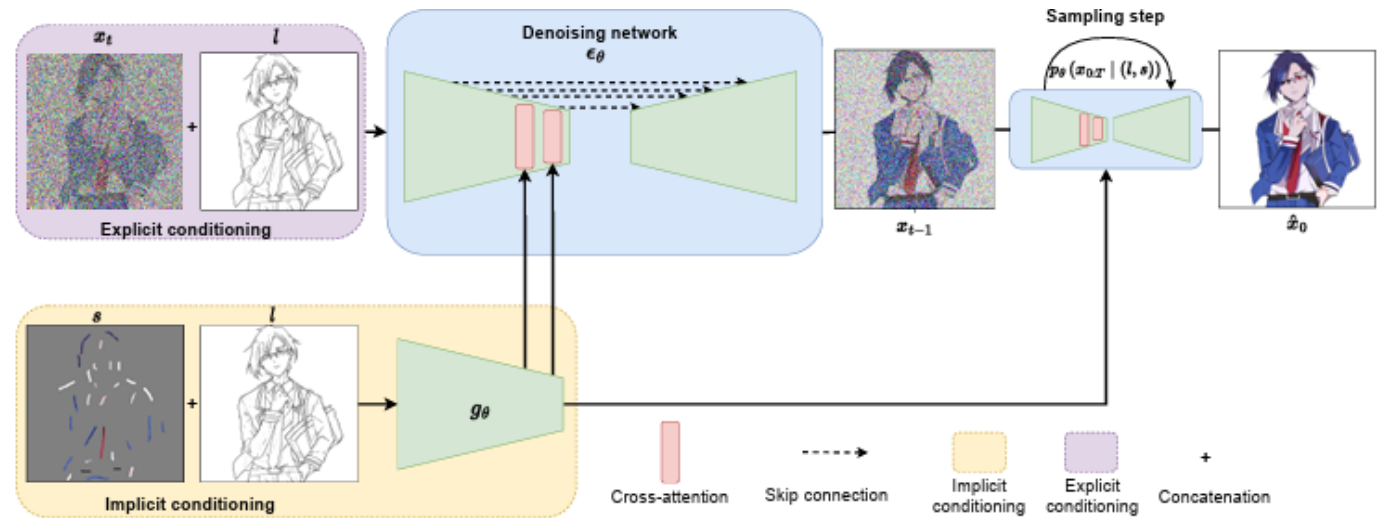 Sampling step
x_t
l
Denoising network
ϵ_θ
p_θ (x_{0:T} | (l, s))
+
Explicit conditioning
x_{t−1}
x̂_0
s
l
+
g_θ
Implicit conditioning
Cross-attention
Skip connection
Implicit
conditioning
Explicit
conditioning
+
Concatenation